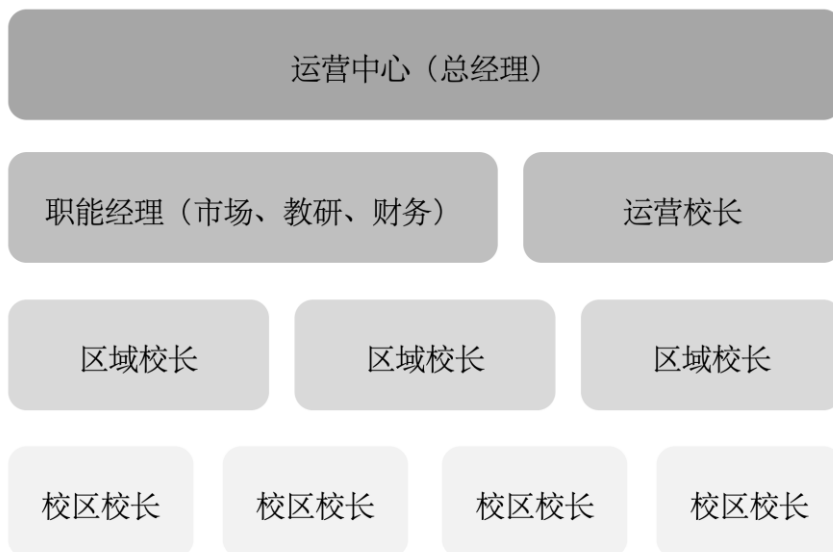 运营中心（总经理）
职能经理（市场、教研、财务） 运营校长
区域校长 区域校长 区域校长
校区校长 校区校长 校区校长 校区校长